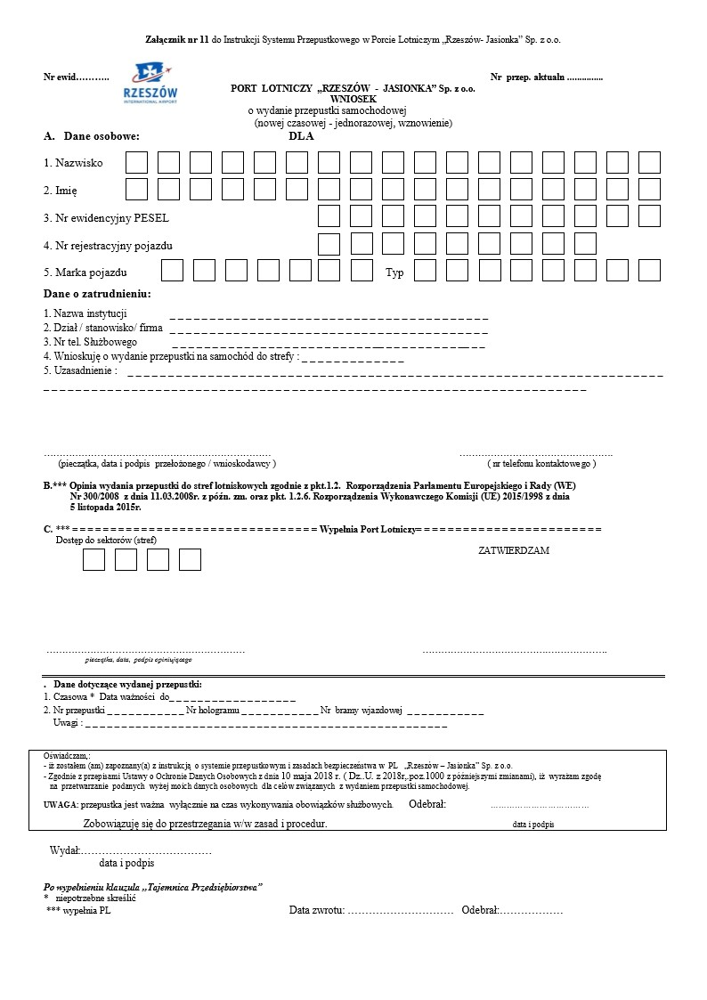 Załącznik nr 11 do Instrukcji Systemu Przepustkowego w Porcie Lotniczym „Rzeszów- Jasionka” Sp. z o.o.
Nr ewid……….. Nr przep. aktualn ...............
RZESZÓW
INTERNATIONAL AIRPORT
PORT LOTNICZY „RZESZÓW - JASIONKA” Sp. z o.o.
WNIOSEK
o wydanie przepustki samochodowej
(nowej czasowej - jednorazowej, wznowienie)
A. Dane osobowe: DLA
1. Nazwisko
2. Imię
3. Nr ewidencyjny PESEL
4. Nr rejestracyjny pojazdu
5. Marka pojazdu Typ
Dane o zatrudnieniu:
1. Nazwa instytucji _ _ _ _ _ _ _ _ _ _ _ _ _ _ _ _ _ _ _ _ _ _ _ _ _ _ _ _ _ _
2. Dział / stanowisko/ firma _ _ _ _ _ _ _ _ _ _ _ _ _ _ _ _ _ _ _ _ _ _ _ _ _ _ _ _ _ _
3. Nr tel. Służbowego _ _ _ _ _ _ _ _ _ _ _ _ _ _ _ _ _ _ _ _ _ _ _ _ _ _ _ _ _ _
4. Wnioskuję o wydanie przepustki na samochód do strefy : _ _ _ _ _ _ _ _ _ _ _ _ _
5. Uzasadnienie : _ _ _ _ _ _ _ _ _ _ _ _ _ _ _ _ _ _ _ _ _ _ _ _ _ _ _ _ _ _ _ _ _ _ _ _ _ _ _ _ _ _ _ _ _ _ _ _ _ _
_ _ _ _ _ _ _ _ _ _ _ _ _ _ _ _ _ _ _ _ _ _ _ _ _ _ _ _ _ _ _ _ _ _ _ _ _ _ _ _ _ _ _ _ _ _ _ _ _ _ _
……………………………………………………… …………………………………….
(pieczątka, data i podpis przełożonego / wnioskodawcy ) ( nr telefonu kontaktowego )
B.*** Opinia wydania przepustki do stref lotniskowych zgodnie z pkt.1.2. Rozporządzenia Parlamentu Europejskiego i Rady (WE)
Nr 300/2008 z dnia 11.03.2008r. z późn. zm. oraz pkt. 1.2.6. Rozporządzenia Wykonawczego Komisji (UE) 2015/1998 z dnia
5 listopada 2015r.
C. *** = = = = = = = = = = = = = = = = = = = = = = = = = = = = = = = = Wypełnia Port Lotniczy= = = = = = = = = = = = = = = = = = = = = = = =
Dostęp do sektorów (stref)
ZATWIERDZAM
……………………………………………… …………………………………………..
pieczątka, data, podpis opiniującego
. Dane dotyczące wydanej przepustki:
1. Czasowa * Data ważności do_ _ _ _ _ _ _ _ _ _ _ _ _ _ _ _ _ _
2. Nr przepustki _ _ _ _ _ _ _ _ _ _ _ Nr hologramu _ _ _ _ _ _ _ _ _ _ _ Nr bramy wjazdowej _ _ _ _ _ _ _ _ _ _ _
Uwagi : _ _ _ _ _ _ _ _ _ _ _ _ _ _ _ _ _ _ _ _ _ _ _ _ _ _ _ _ _ _ _ _ _ _ _ _ _ _ _ _ _ _ _ _ _ _ _
Oświadczam,:
- iż zostałem (am) zapoznany(a) z instrukcją o systemie przepustkowym i zasadach bezpieczeństwa w PL „Rzeszów – Jasionka” Sp. z o.o.
- Zgodnie z przepisami Ustawy o Ochronie Danych Osobowych z dnia 10 maja 2018 r. ( Dz..U. z 2018r,.poz.1000 z późniejszymi zmianami), iż wyrażam zgodę
na przetwarzanie podanych wyżej moich danych osobowych dla celów związanych z wydaniem przepustki samochodowej.
UWAGA: przepustka jest ważna wyłącznie na czas wykonywania obowiązków służbowych. Odebrał: ………………………………
Zobowiązuję się do przestrzegania w/w zasad i procedur. data i podpis
Wydał:……………………………….
data i podpis
Po wypełnieniu klauzula „Tajemnica Przedsiębiorstwa”
* niepotrzebne skreślić
*** wypełnia PL Data zwrotu: ………………………… Odebrał:………………